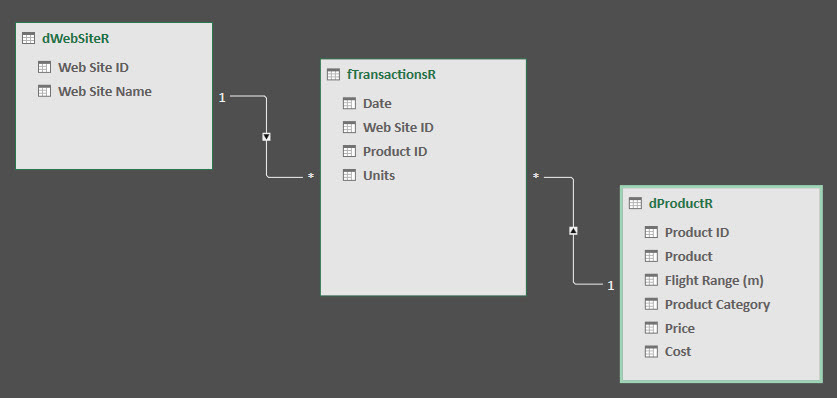 dWebSiteR
Web Site ID
Web Site Name
1
*
fTransactionsR
Date
Web Site ID
Product ID
Units
*
1
dProductR
Product ID
Product
Flight Range (m)
Product Category
Price
Cost